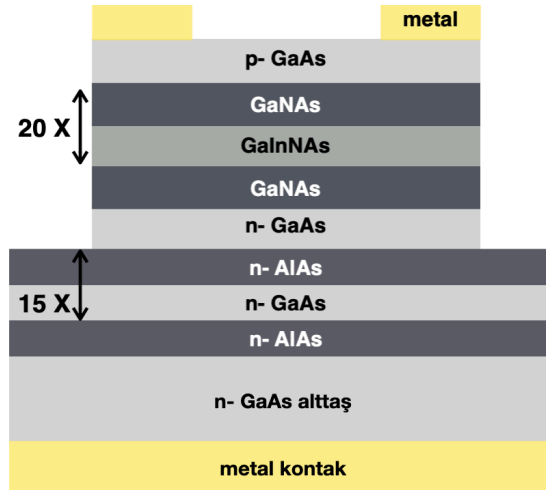 metal
p- GaAs
GaNAs
20 X
GaInNAs
GaNAs
n- GaAs
n- AlAs
15 X
n- GaAs
n- AlAs
n- GaAs alttaş
metal kontak